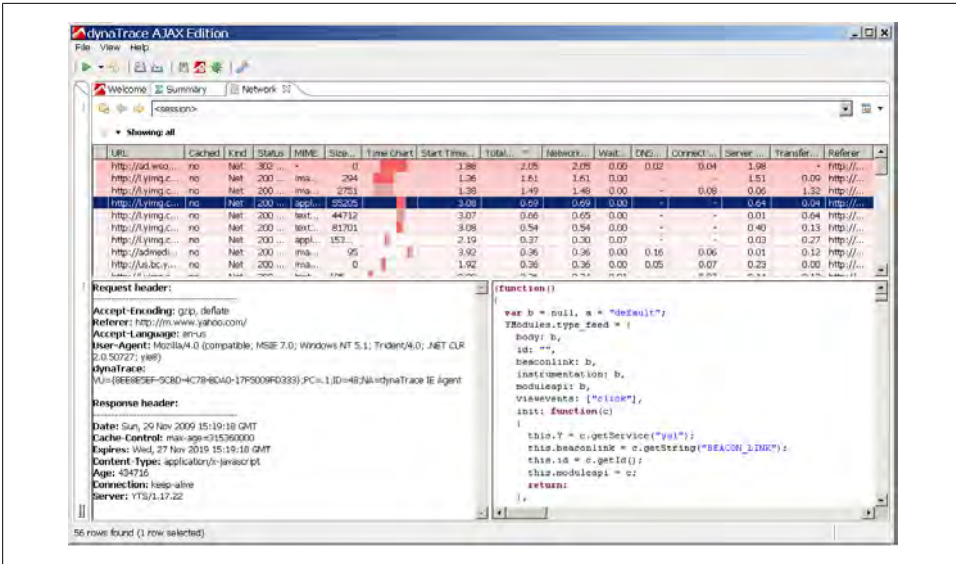 dynaTrace AJAX Edition
File View Help
Welcome Summary Network
<session>
Showing: all
URL Cached Kind Status MIME Size... Time Chart Start Time... Total... Network... Wait... DNS... Connect ... Server ... Transfer... Referer
http://ad.woo... no Net 302 ... - 0 1.86 2.05 2.05 0.00 0.02 0.04 1.98 - http://...
http://l.yimg.c... no Net 200 ... ima... 294 1.36 1.61 1.61 0.00 - - 1.51 0.09 http://...
http://l.yimg.c... no Net 200 ... ima... 2751 1.38 1.49 1.48 0.00 - 0.08 0.06 1.32 http://...
http://l.yimg.c... no Net 200 ... appl... 55205 3.08 0.69 0.69 0.00 - - 0.64 0.04 http://...
http://l.yimg.c... no Net 200 ... text... 44712 3.07 0.66 0.65 0.00 - - 0.01 0.64 http://...
http://l.yimg.c... no Net 200 ... text... 81701 3.08 0.54 0.54 0.00 - - 0.40 0.13 http://...
http://l.yimg.c... no Net 200 ... appl... 153... 2.19 0.37 0.30 0.07 - - 0.03 0.27 http://...
http://admedi... no Net 200 ... ima... 95 3.92 0.36 0.36 0.00 0.16 0.06 0.01 0.12 http://...
http://us.bc.y... no Net 200 ... ima... 0 1.92 0.36 0.36 0.00 0.05 0.07 0.23 0.00 http://...
Request header:
Accept-Encoding: gzip, deflate
Referer: http://m.www.yahoo.com/
Accept-Language: en-us
User-Agent: Mozilla/4.0 (compatible; MSIE 7.0; Windows NT 5.1; Trident/4.0; .NET CLR
2.0.50727; yie8)
dynaTrace:
VU={8EE8E5EF-5CBD-4C78-BDA0-17F5009FD333};PC=.1;ID=48;NA=dynaTrace IE Agent
Response header:
Date: Sun, 29 Nov 2009 15:19:18 GMT
Cache-Control: max-age=315360000
Expires: Wed, 27 Nov 2019 15:19:18 GMT
Content-Type: application/x-javascript
Age: 434716
Connection: keep-alive
Server: YTS/1.17.22
(function()
{
var b = null, a = "default";
YModules.type_feed = {
body: b,
id: "",
beaconlink: b,
instrumentation: b,
moduleapi: b,
viewevents: ["click"],
init: function(c)
{
this.Y = c.getService("yui");
this.beaconlink = c.getString("BEACON_LINK");
this.id = c.getId();
this.moduleapi = c;
return;
},
56 rows found (1 row selected)